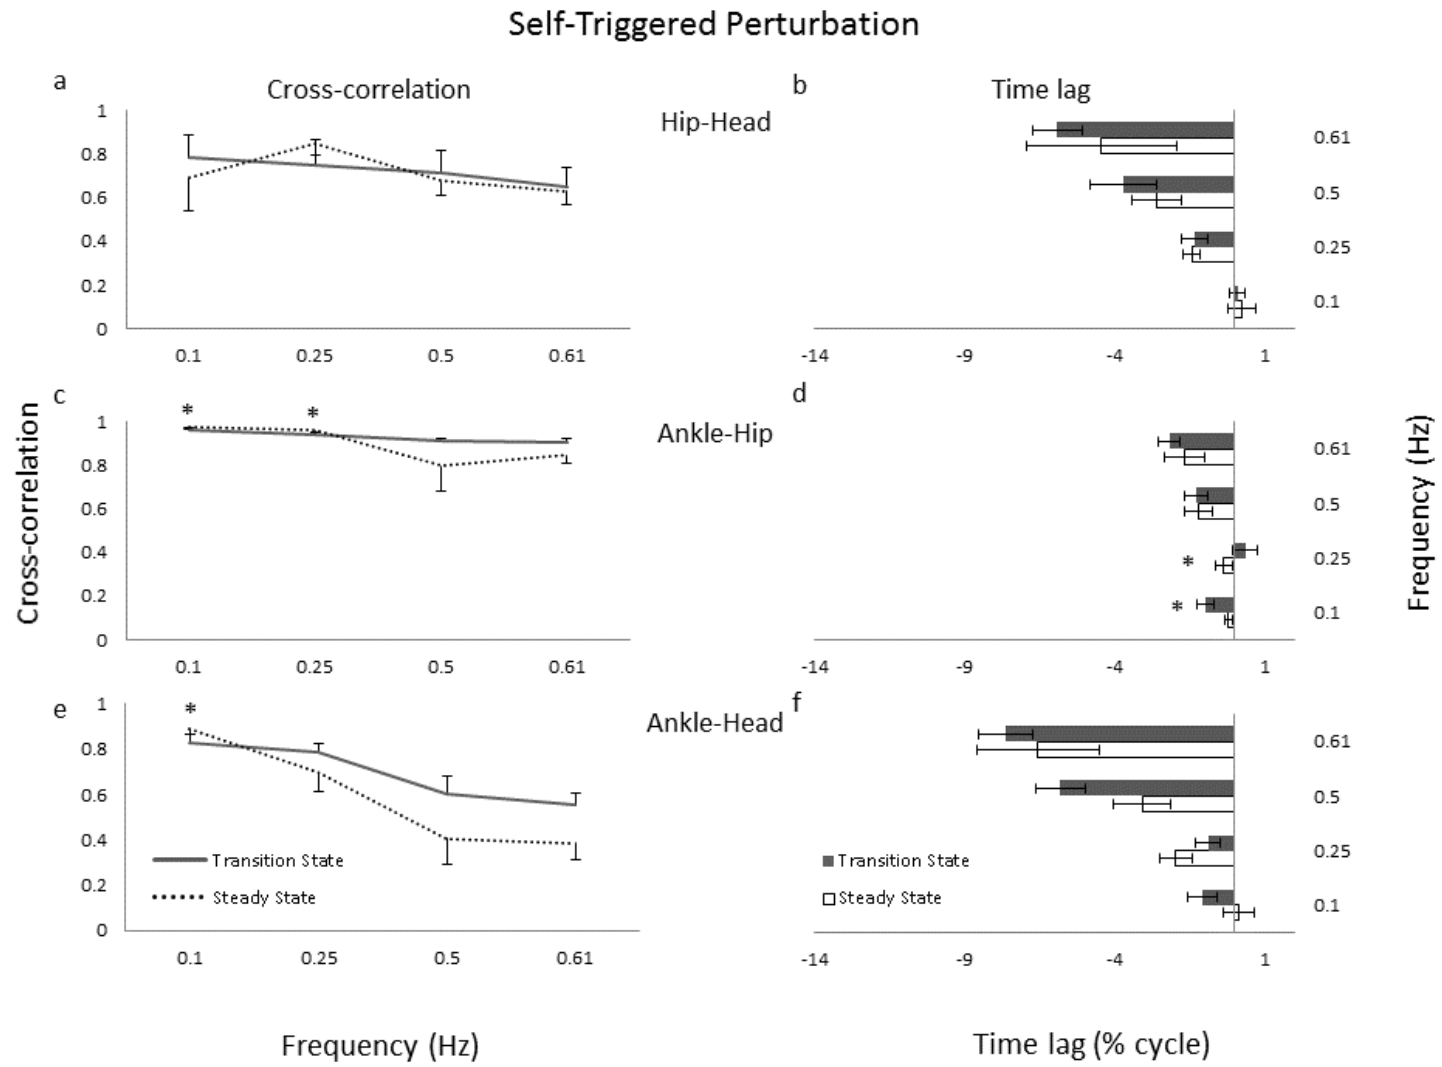 Self-Triggered Perturbation
a
Cross-correlation
b
Time lag
Hip-Head
1
0.8
0.6
0.4
0.2
0
0.1 0.25 0.5 0.61
0.61
0.5
0.25
0.1
-14 -9 -4 1
c
d
Ankle-Hip
* *
1
0.8
0.6
0.4
0.2
0
0.1 0.25 0.5 0.61
0.61
0.5
* 0.25
* 0.1
-14 -9 -4 1
Cross-correlation
Frequency (Hz)
e
f
Ankle-Head
*
1
0.8
0.6
0.4
0.2
0
Transition State
Steady State
0.1 0.25 0.5 0.61
0.61
0.5
0.25
0.1
Transition State
Steady State
-14 -9 -4 1
Frequency (Hz)
Time lag (% cycle)